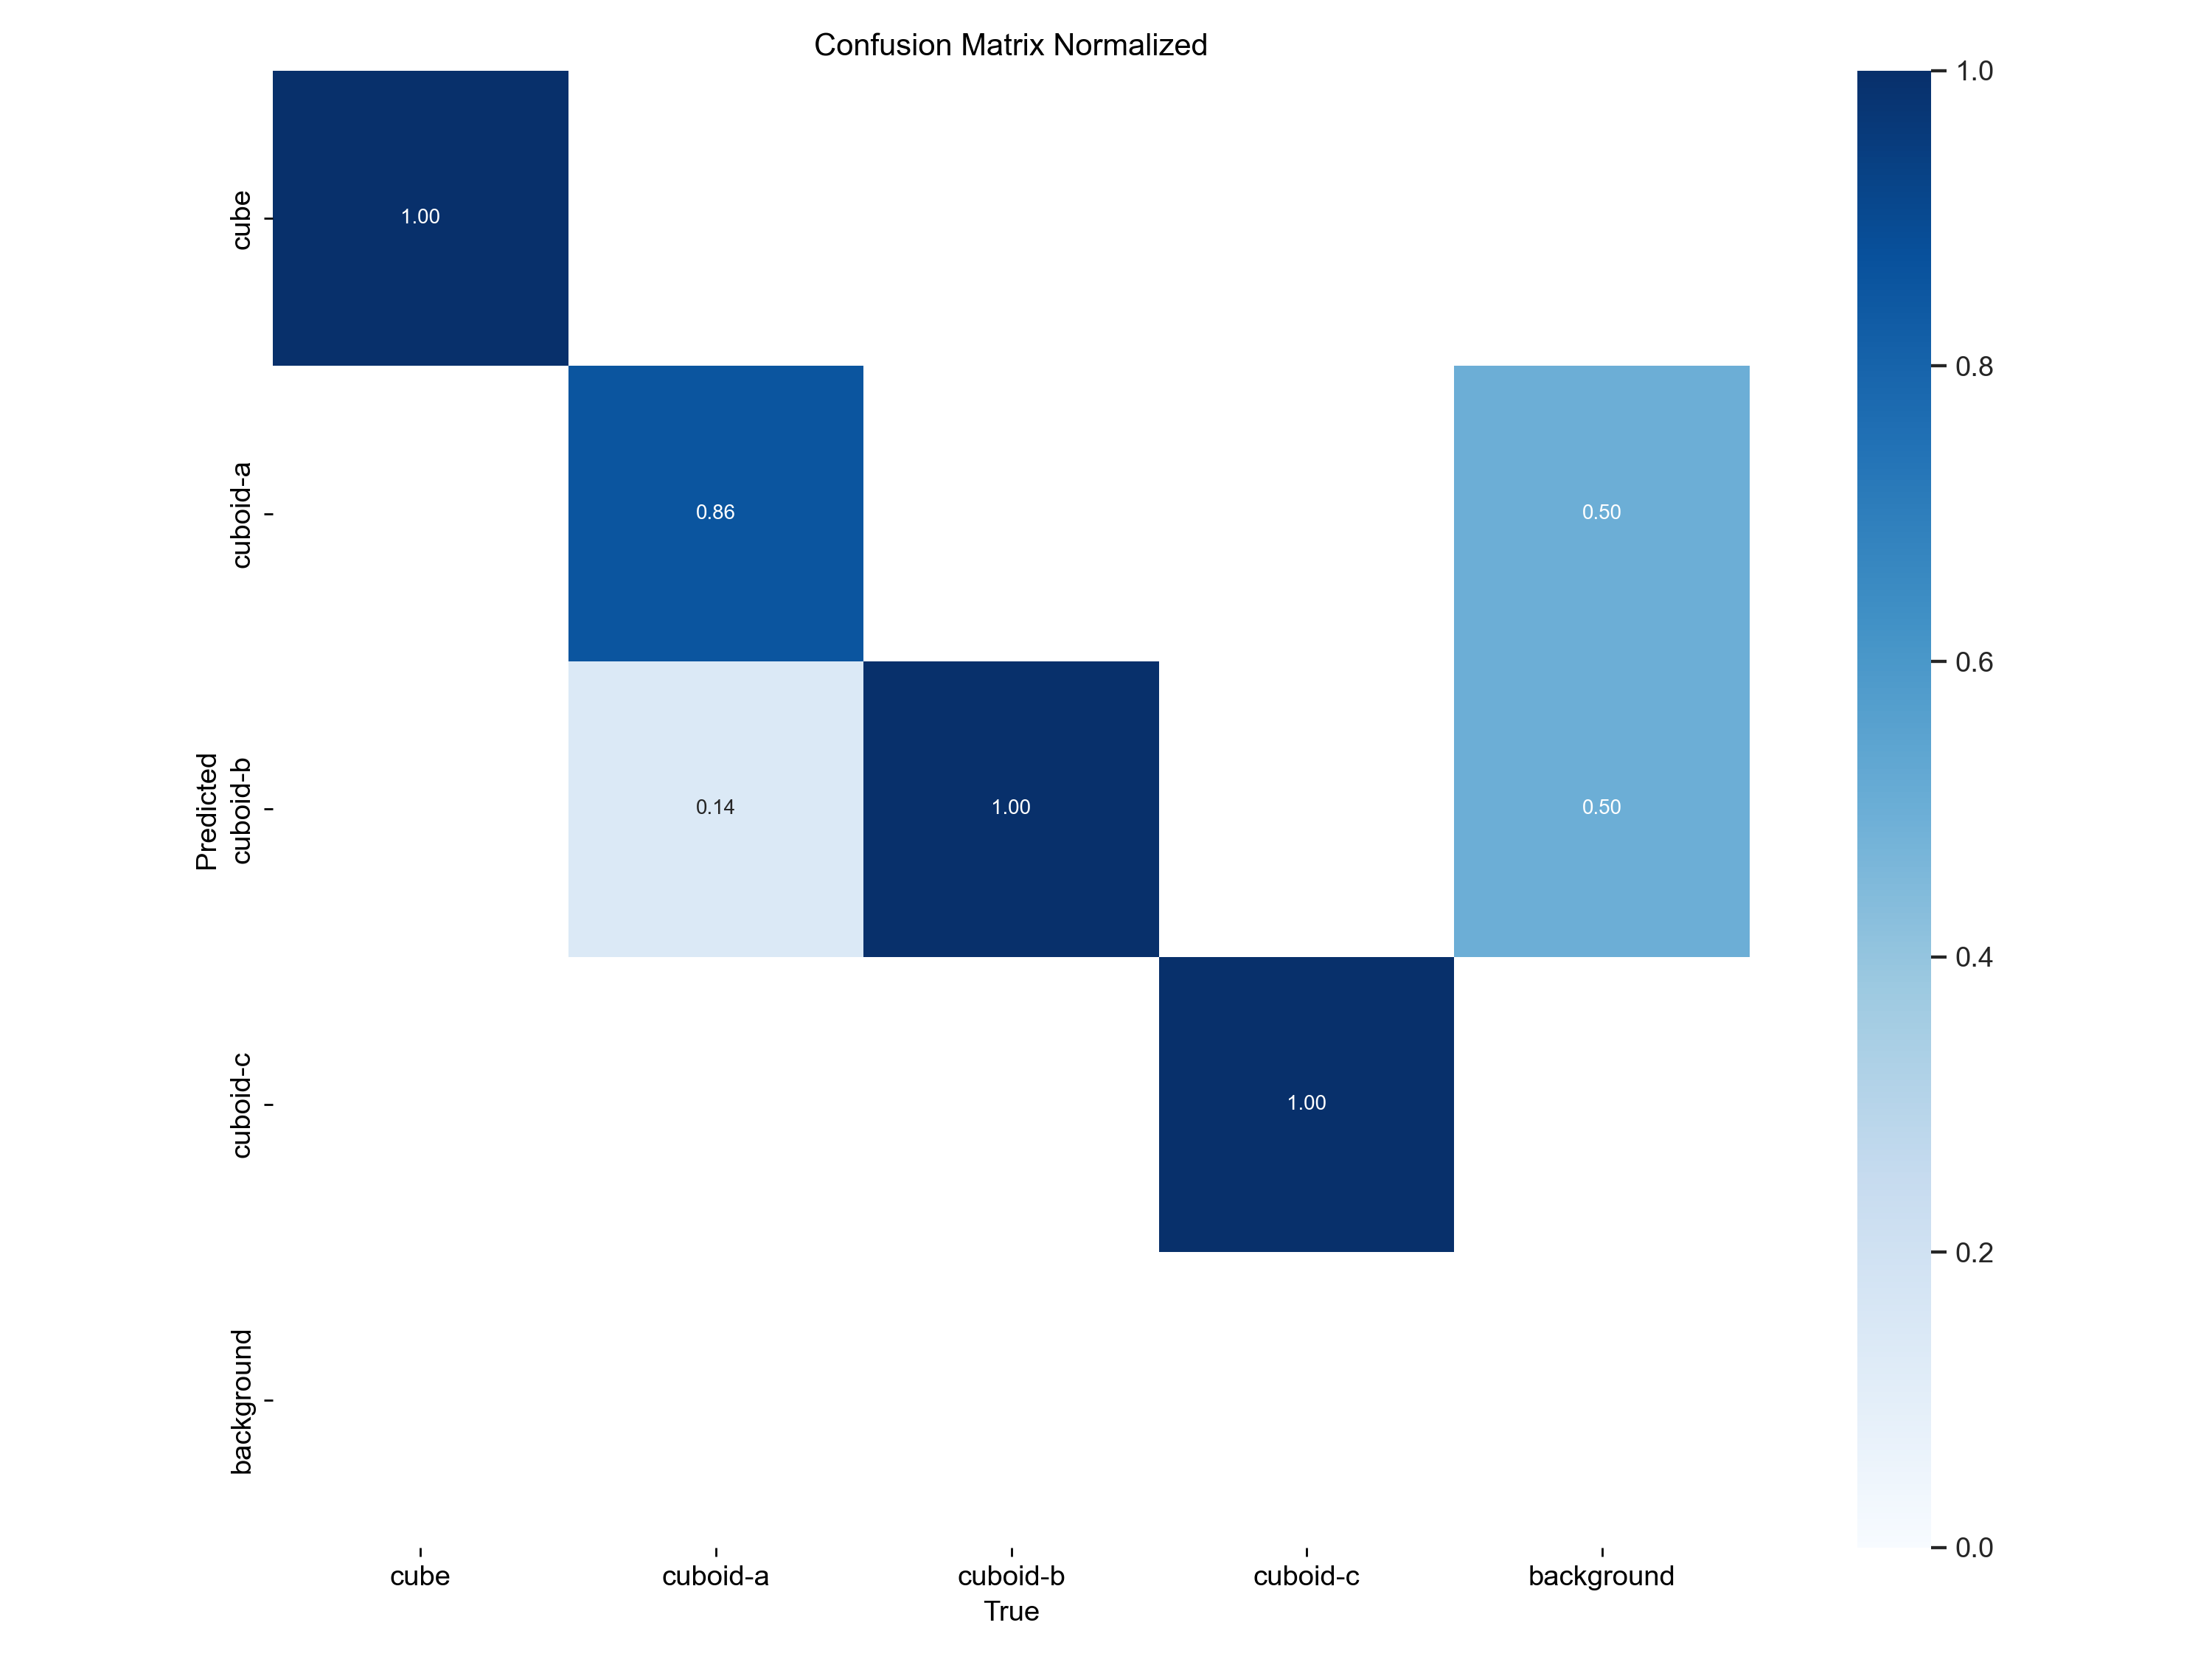 Confusion Matrix Normalized
1.0
cube
1.00
0.8
cuboid-a
0.86
0.50
0.6
Predicted
cuboid-b
0.14
1.00
0.50
0.4
cuboid-c
1.00
0.2
background
0.0
cube
cuboid-a
cuboid-b
cuboid-c
background
True